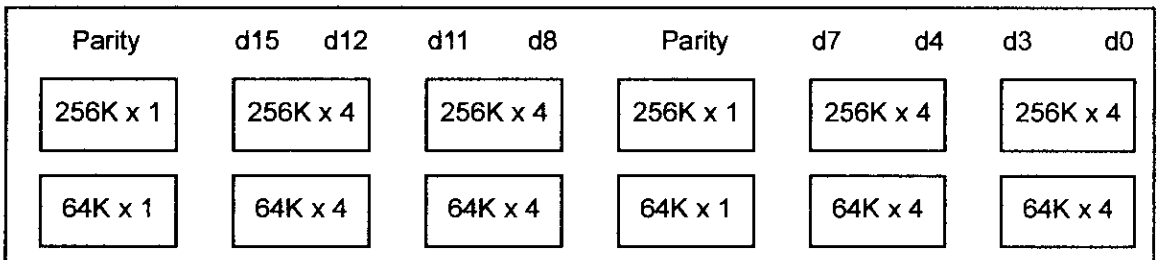 Parity d15 d12 d11 d8 Parity d7 d4 d3 d0
256K x 1 256K x 4 256K x 4 256K x 1 256K x 4 256K x 4
64K x 1 64K x 4 64K x 4 64K x 1 64K x 4 64K x 4